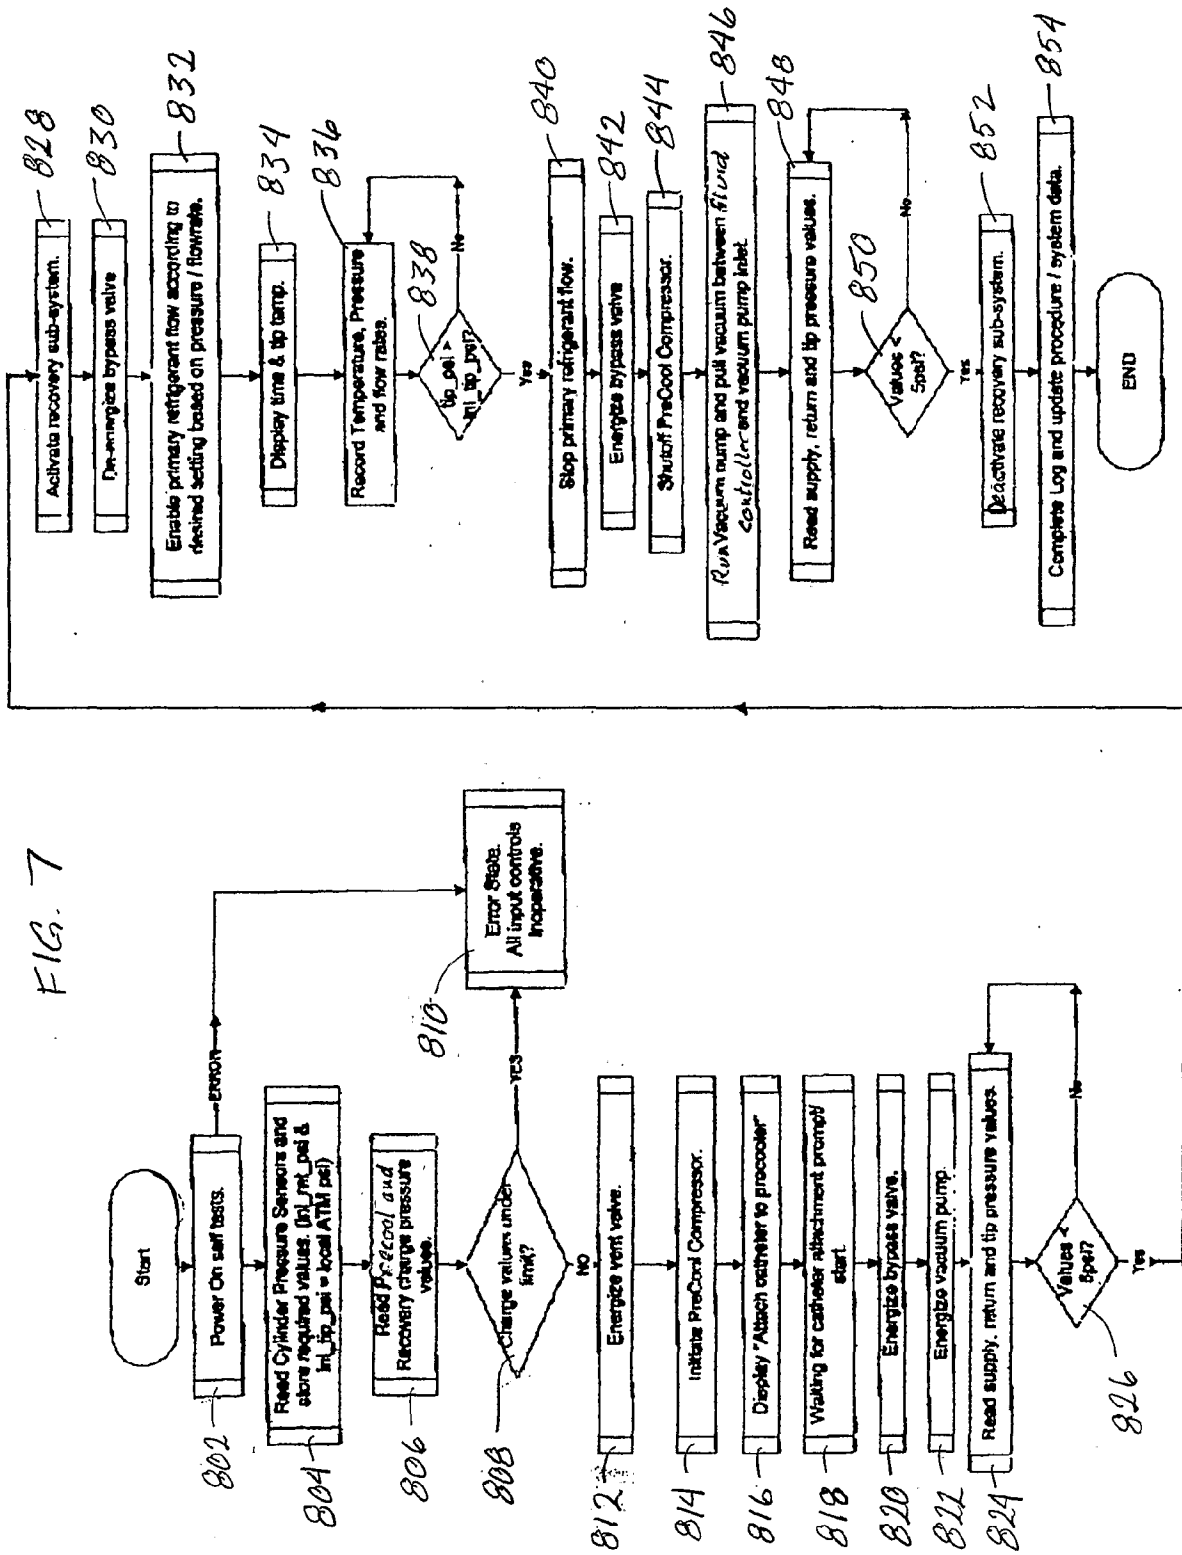 FIG. 7
Start
Power On self tests.
802
ERROR
Read Cylinder Pressure Sensors and
store required values. (inl_ret_psi &
inl_tip_psi = local ATM psi)
804
Read Precool and
Recovery charge pressure
values.
806
Charge values under
limit?
808
YES
Error State.
All input controls
Inoperative.
810
NO
Energize vent valve.
812
Initiate PreCool Compressor.
814
Display "Attach catheter to precooler"
816
Waiting for catheter attachment prompt/
start.
818
Energize bypass valve.
820
Energize vacuum pump.
822
Read supply, return and tip pressure values.
824
Values <
5psi?
826
No
Yes
Activate recovery sub-system.
828
De-energize bypass valve
830
Enable primary refrigerant flow according to
desired setting based on pressure / flowrate.
832
Display time & tip temp.
834
Record Temperature, Pressure
and flow rates.
836
tip_psi >
inl_tip_psi?
838
No
Yes
Stop primary refrigerant flow.
840
Energize bypass valve
842
Shutoff PreCool Compressor.
844
Run Vacuum pump and pull vacuum between fluid
controller and vacuum pump inlet.
846
Read supply, return and tip pressure values.
848
Values <
5psi?
850
No
Yes
Deactivate recovery sub-system.
852
Complete Log and update procedure / system data.
854
END